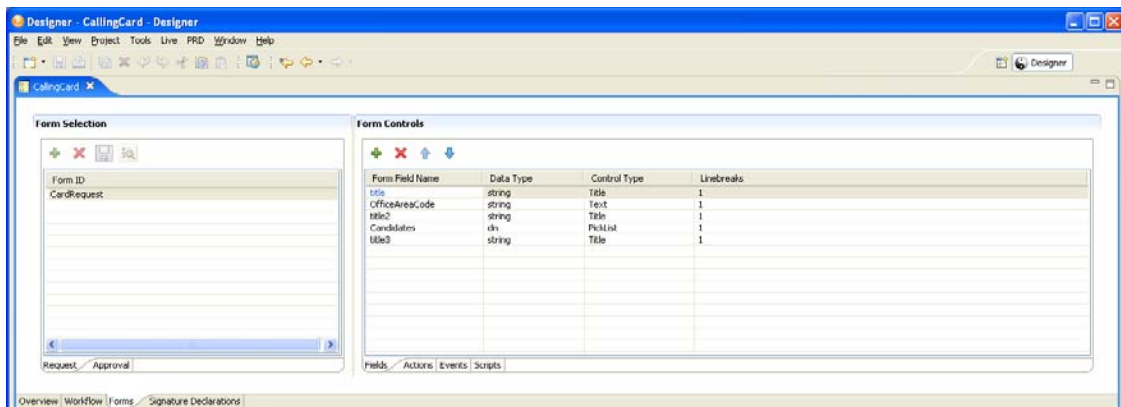 Designer - CallingCard - Designer
File Edit View Project Tools Live PRD Window Help
Designer
CallingCard
Form Selection
Form ID
CardRequest
Request Approval
Form Controls
Form Field Name Data Type Control Type Linebreaks
title string Title 1
OfficeAreaCode string Text 1
title2 string Title 1
Candidates dn PickList 1
title3 string Title 1
Fields Actions Events Scripts
Overview Workflow Forms Signature Declarations